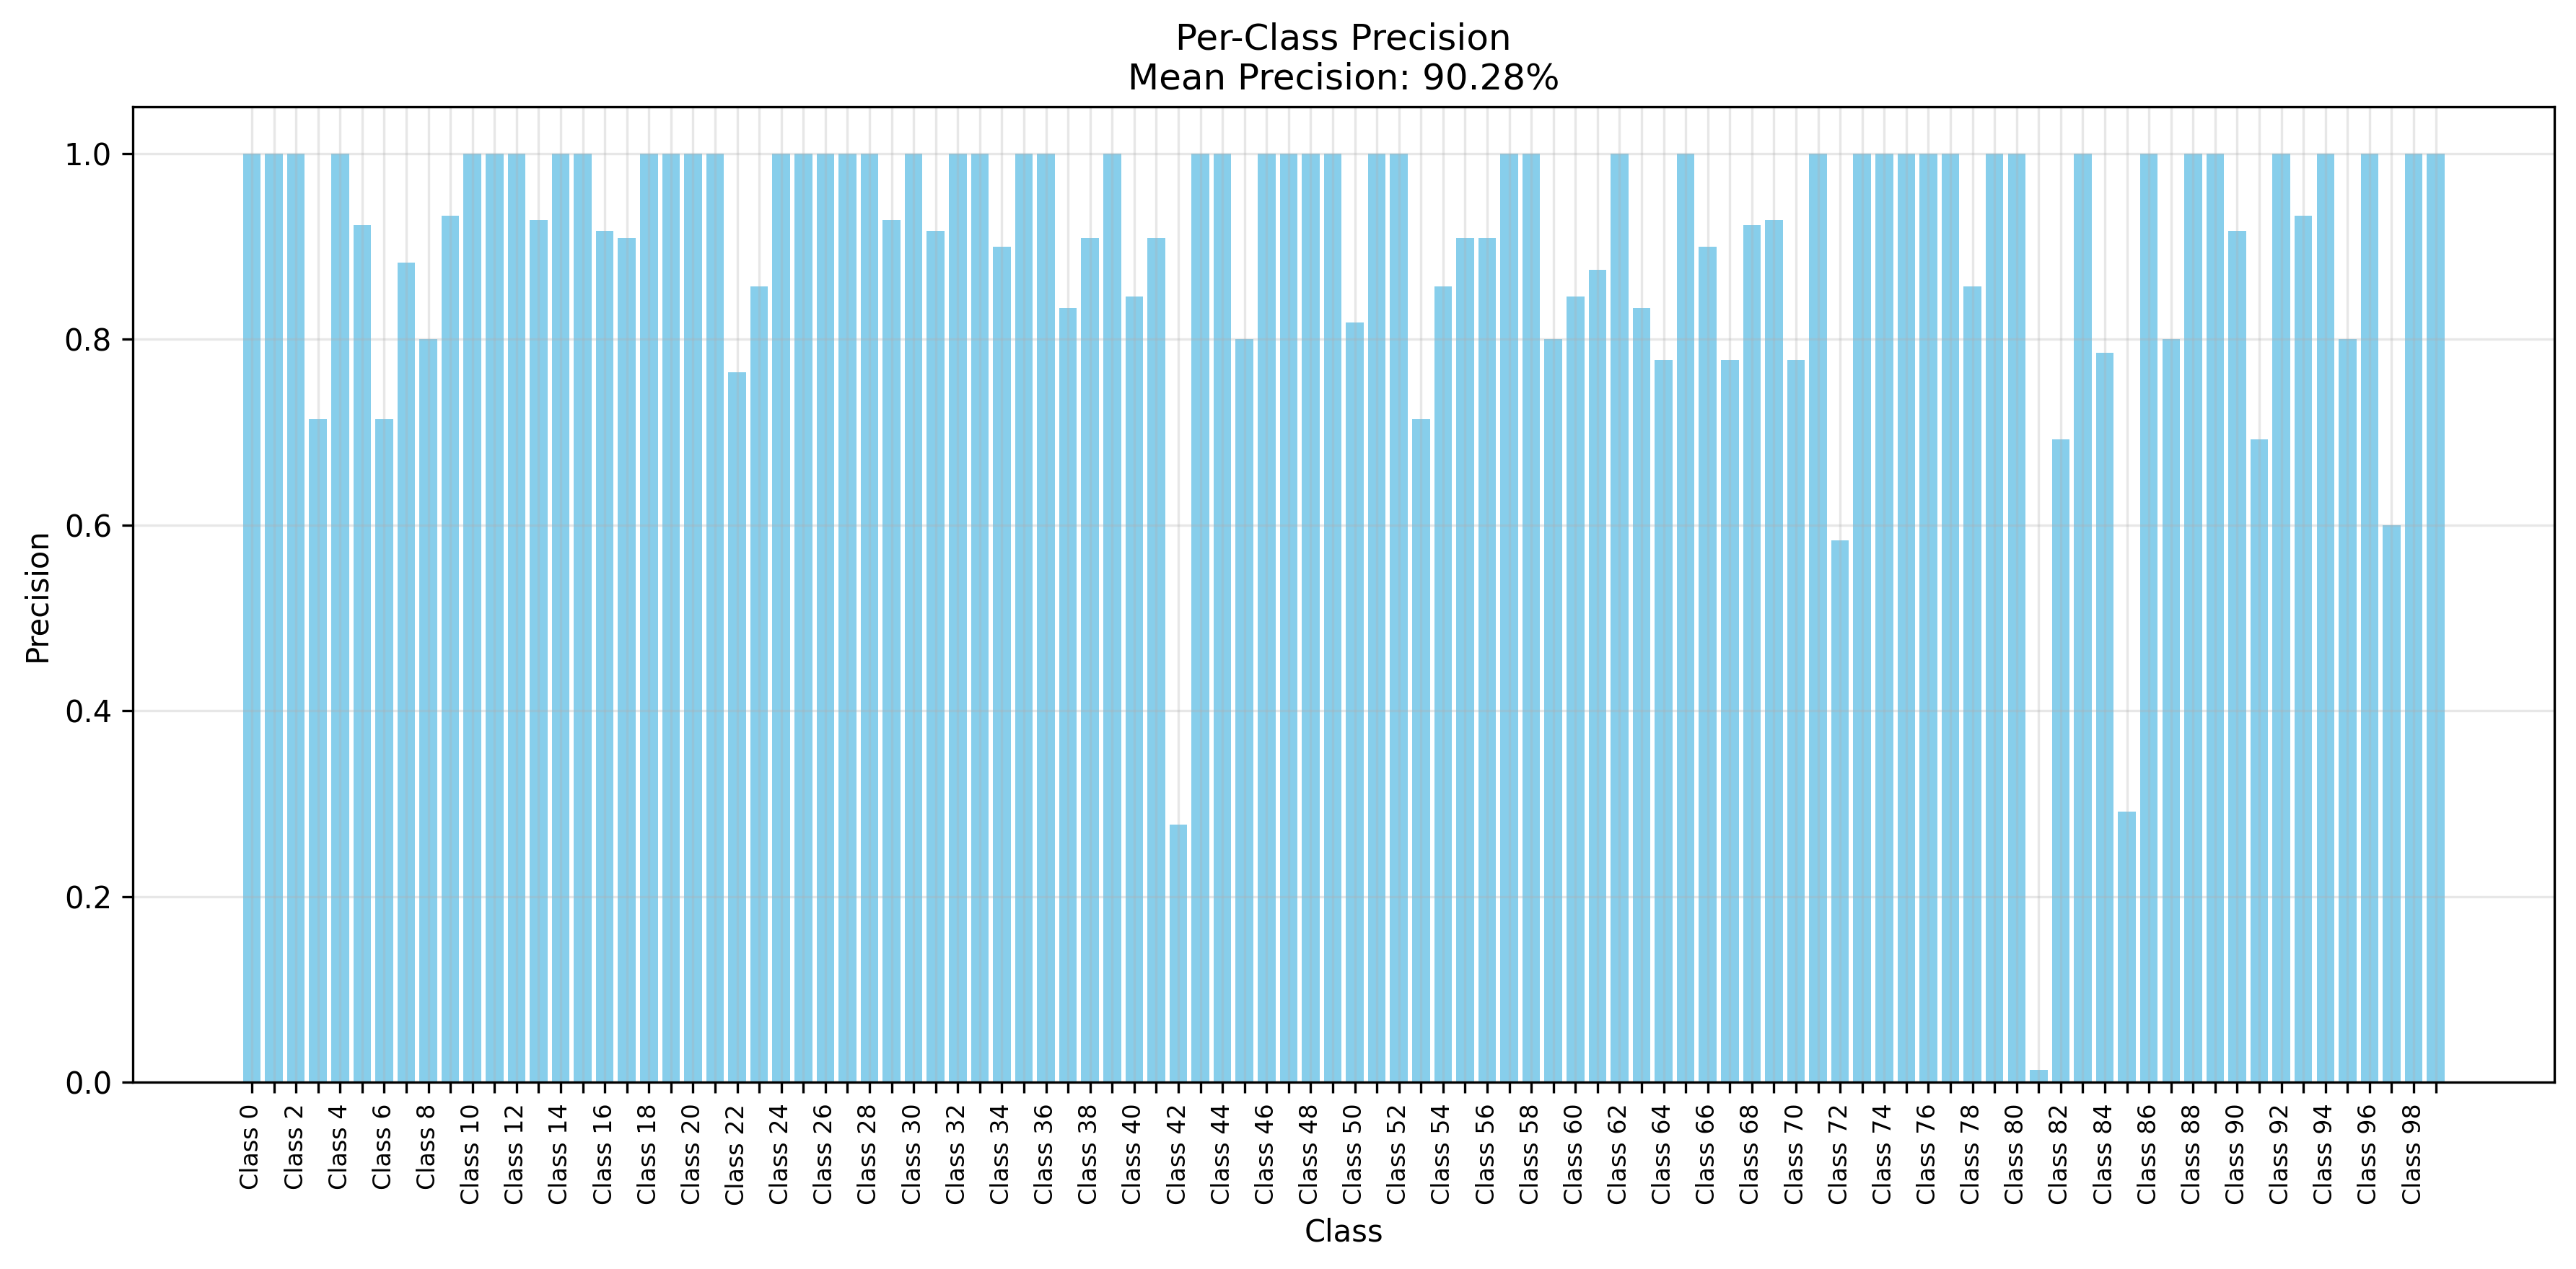 Per-Class Precision
Mean Precision: 90.28%
1.0
0.8
0.6
0.4
0.2
0.0
Precision
Class 0
Class 2
Class 4
Class 6
Class 8
Class 10
Class 12
Class 14
Class 16
Class 18
Class 20
Class 22
Class 24
Class 26
Class 28
Class 30
Class 32
Class 34
Class 36
Class 38
Class 40
Class 42
Class 44
Class 46
Class 48
Class 50
Class 52
Class 54
Class 56
Class 58
Class 60
Class 62
Class 64
Class 66
Class 68
Class 70
Class 72
Class 74
Class 76
Class 78
Class 80
Class 82
Class 84
Class 86
Class 88
Class 90
Class 92
Class 94
Class 96
Class 98
Class